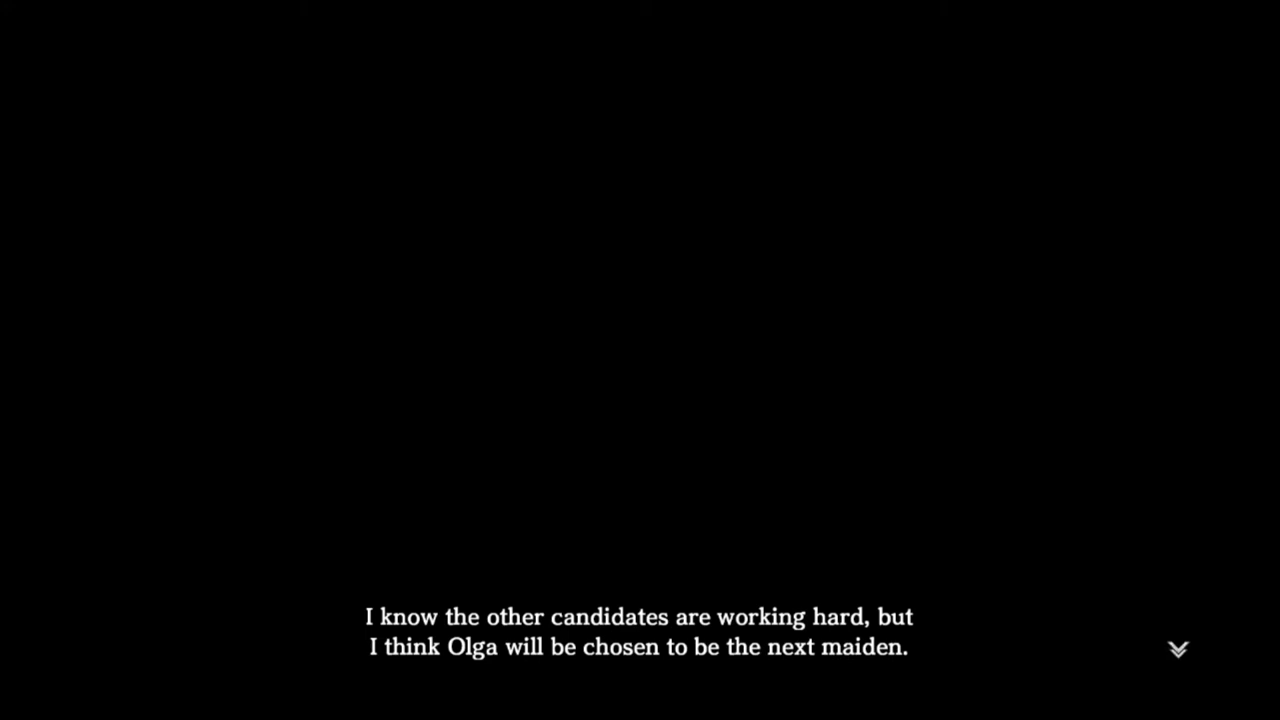 I know the other candidates are working hard, but
I think Olga will be chosen to be the next maiden.